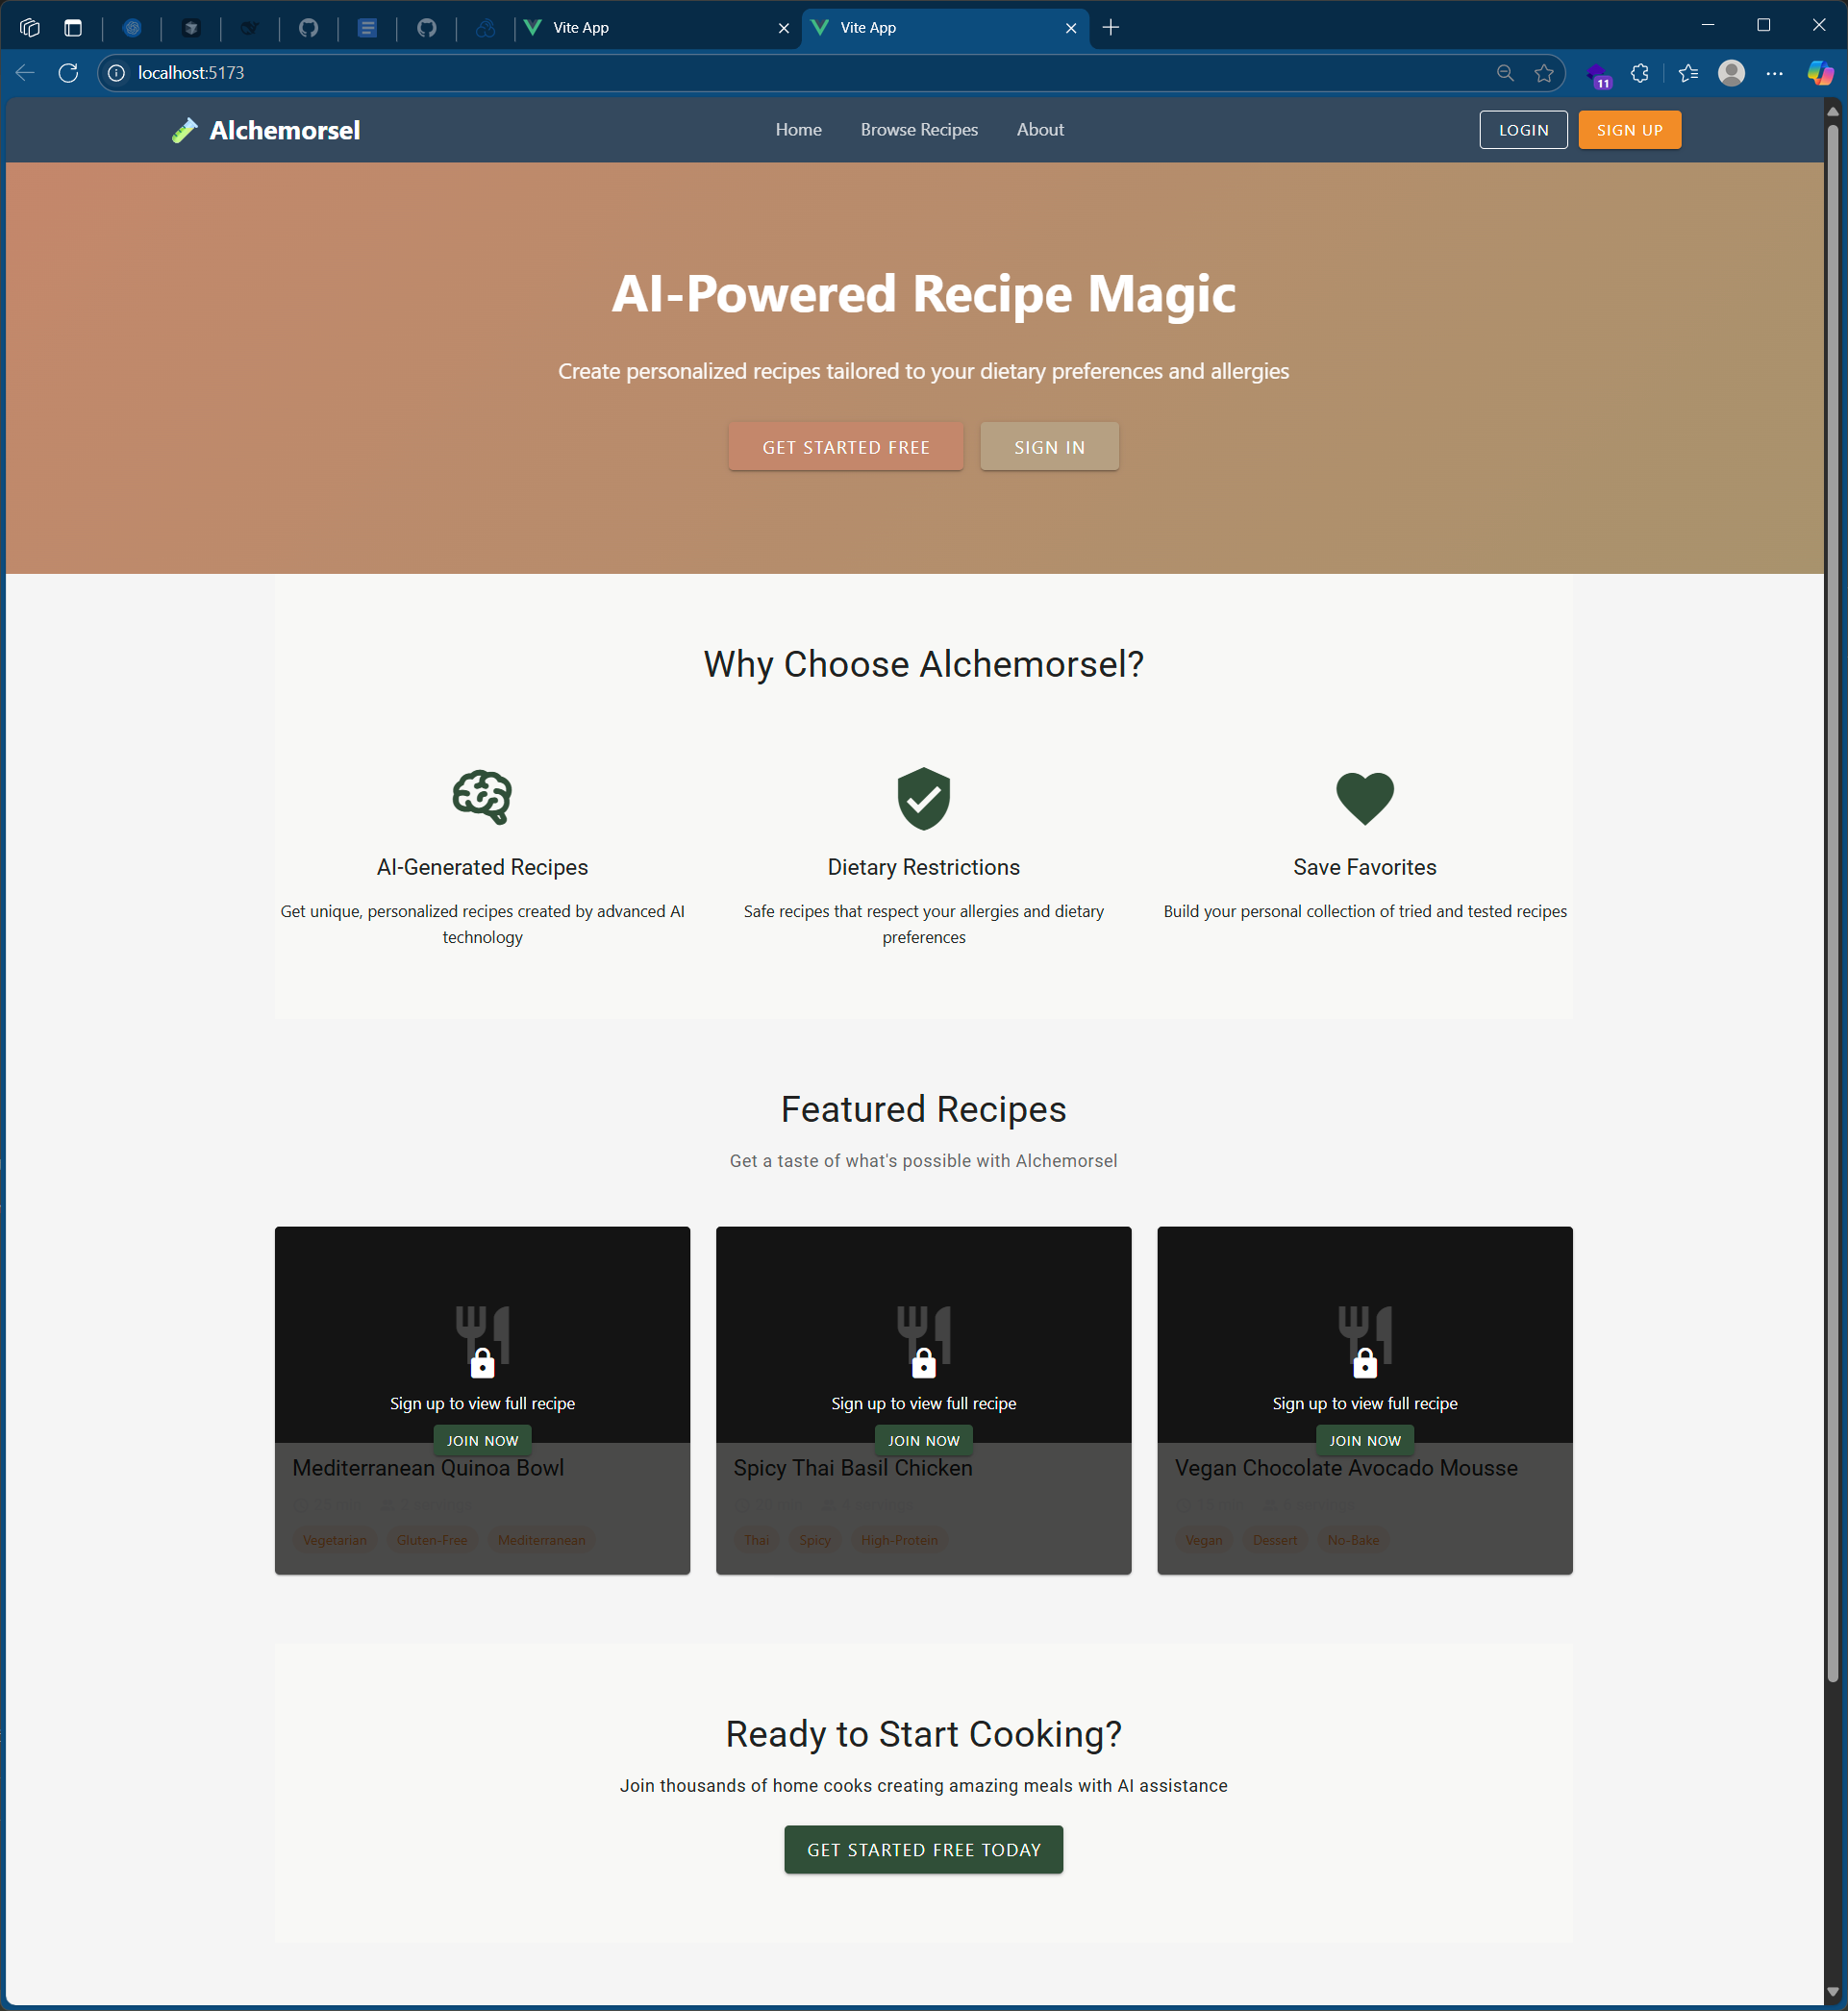 Vite App
Vite App
localhost:5173
11
Alchemorsel
Home
Browse Recipes
About
LOGIN
SIGN UP
AI-Powered Recipe Magic
Create personalized recipes tailored to your dietary preferences and allergies
GET STARTED FREE
SIGN IN
Why Choose Alchemorsel?
AI-Generated Recipes
Get unique, personalized recipes created by advanced AI
technology
Dietary Restrictions
Safe recipes that respect your allergies and dietary
preferences
Save Favorites
Build your personal collection of tried and tested recipes
Featured Recipes
Get a taste of what's possible with Alchemorsel
Sign up to view full recipe
JOIN NOW
Mediterranean Quinoa Bowl
Vegetarian
Gluten-Free
Mediterranean
Sign up to view full recipe
JOIN NOW
Spicy Thai Basil Chicken
Thai
Spicy
High-Protein
Sign up to view full recipe
JOIN NOW
Vegan Chocolate Avocado Mousse
Vegan
Dessert
No-Bake
Ready to Start Cooking?
Join thousands of home cooks creating amazing meals with AI assistance
GET STARTED FREE TODAY